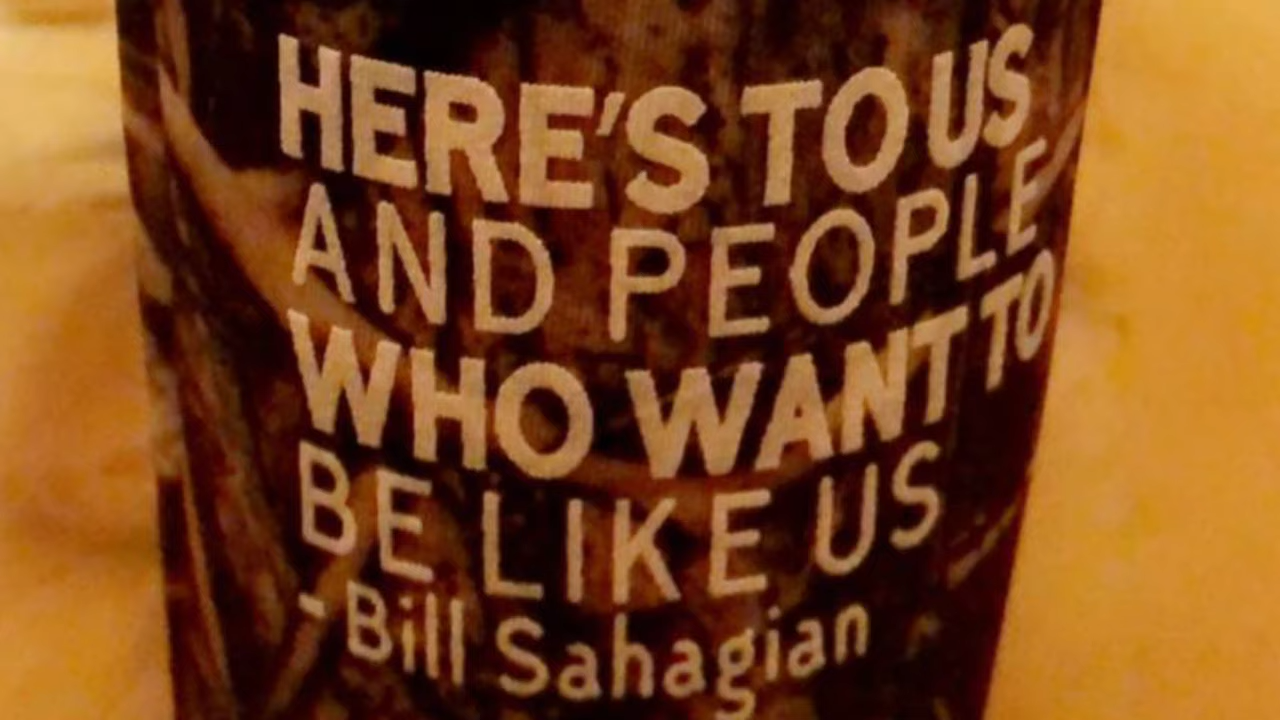 HERE'S TO US
AND PEOPLE
WHO WANT TO
BE LIKE US
-Bill Sahagian